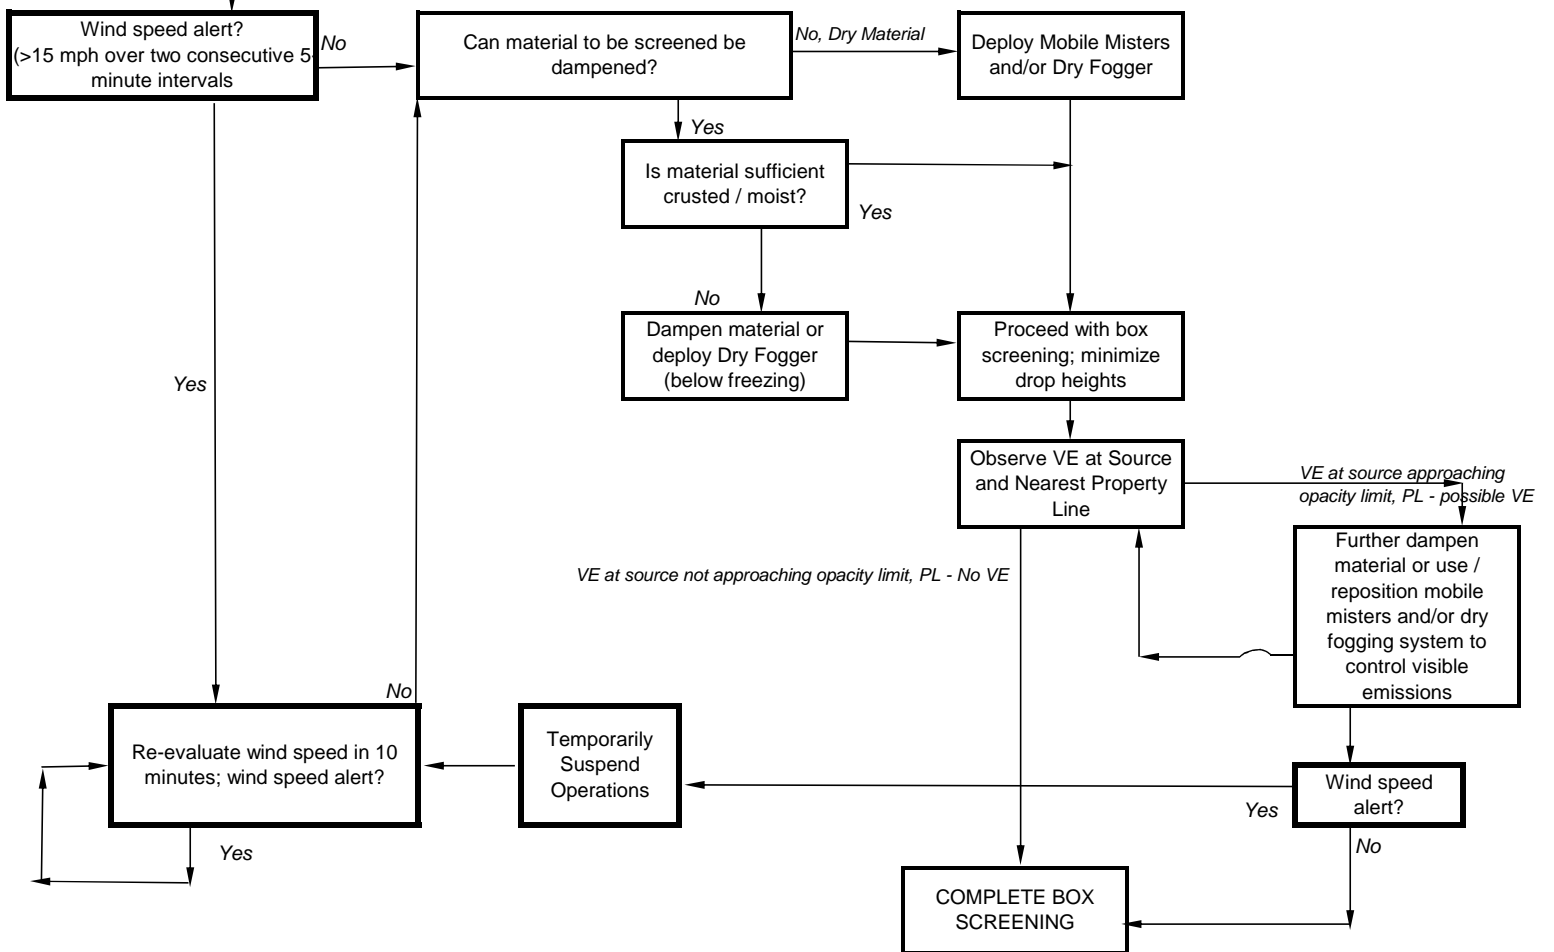 Wind speed alert?
(>15 mph over two consecutive 5-
minute intervals
No
Can material to be screened be
dampened?
No, Dry Material
Deploy Mobile Misters
and/or Dry Fogger
Yes
Is material sufficient
crusted / moist?
Yes
No
Dampen material or
deploy Dry Fogger
(below freezing)
Proceed with box
screening; minimize
drop heights
Yes
Observe VE at Source
and Nearest Property
Line
VE at source approaching
opacity limit, PL - possible VE
VE at source not approaching opacity limit, PL - No VE
Further dampen
material or use /
reposition mobile
misters and/or dry
fogging system to
control visible
emissions
No
Re-evaluate wind speed in 10
minutes; wind speed alert?
Yes
Temporarily
Suspend
Operations
Wind speed
alert?
Yes
No
COMPLETE BOX
SCREENING